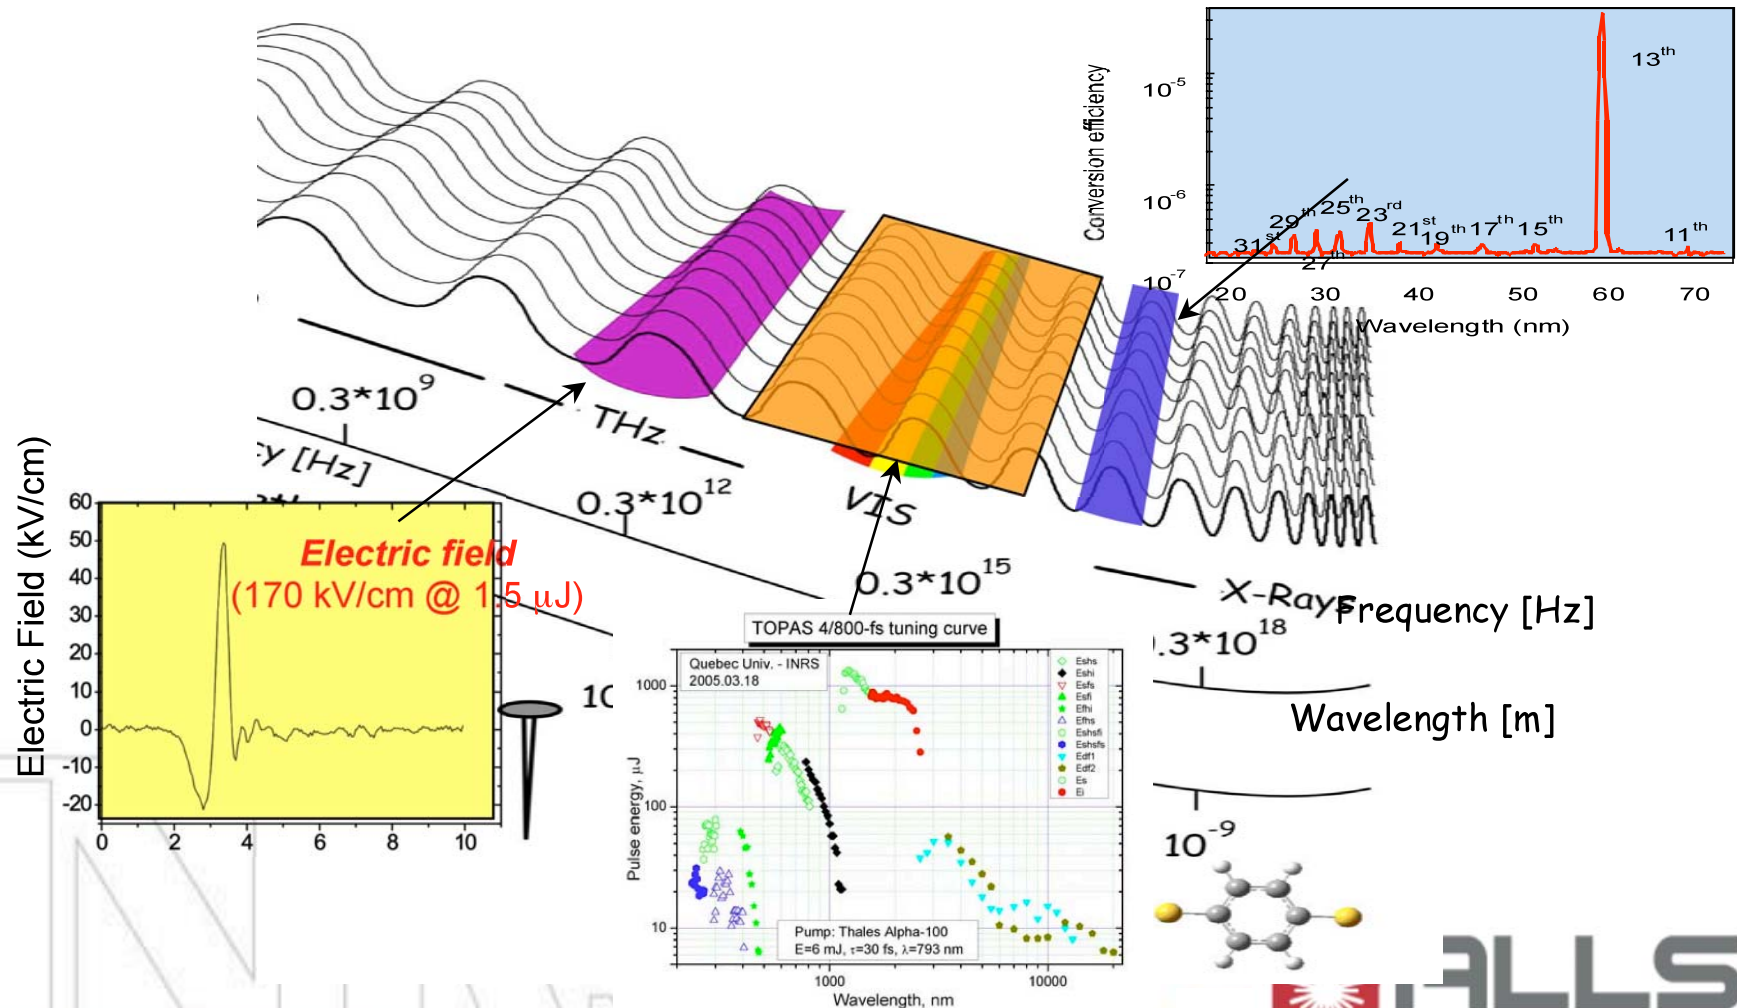 Conversion efficiency
10-5
10-6
10-7
13th
31st
29th
27th
25th
23rd
21st
19th
17th
15th
11th
20 30 40 50 60 70
Wavelength (nm)
0.3*10^9
THz
cy [Hz]
0.3*10^12
VIS
0.3*10^15
X-Rays
Frequency [Hz]
.3*10^18
Wavelength [m]
10-9
10
Electric Field (kV/cm)
60
50
40
30
20
10
0
-10
-20
0 2 4 6 8 10
Electric field
(170 kV/cm @ 1.5 μJ)
TOPAS 4/800-fs tuning curve
Quebec Univ. - INRS
2005.03.18
Eshs
Eshi
Esfs
Esfi
Efhi
Efhs
Eshsfi
Eshsfs
Edf1
Edf2
Es
Ei
Pulse energy, μJ
1000
100
10
Pump: Thales Alpha-100
E=6 mJ, τ=30 fs, λ=793 nm
1000 10000
Wavelength, nm
ALLS